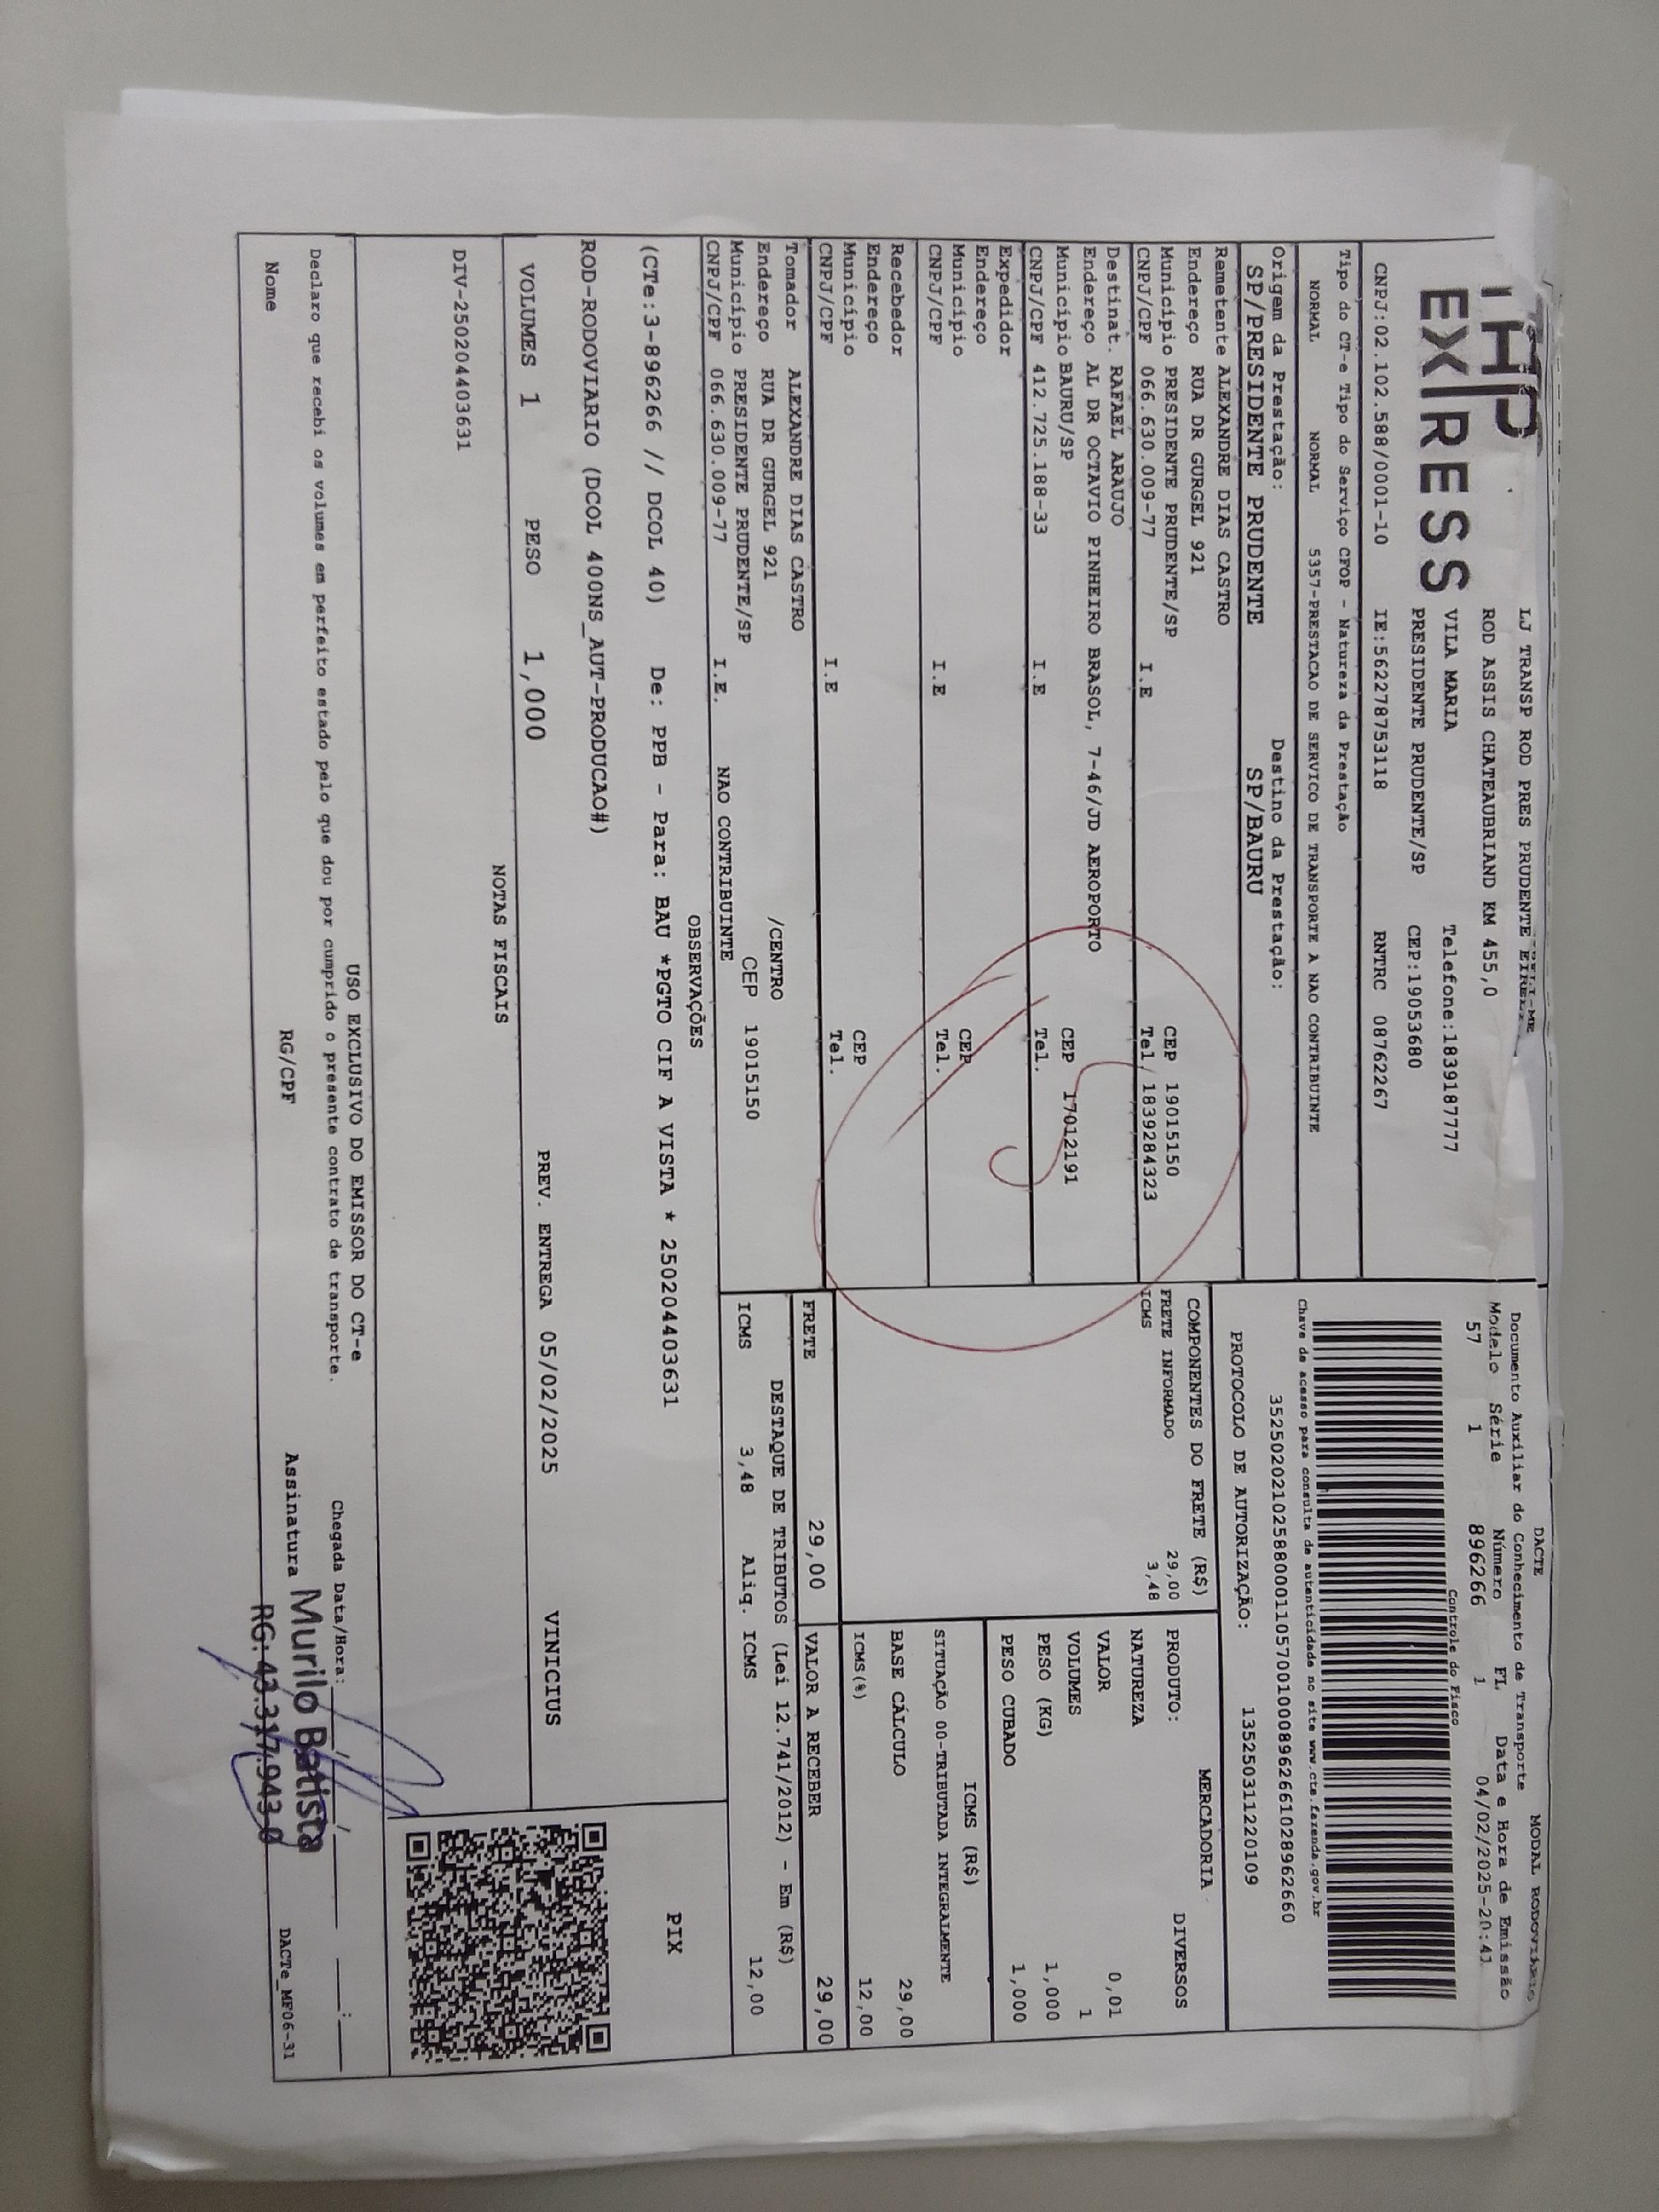 THP
EX|RESS
LJ TRANSP ROD PRES PRUDENTE EIRELI-ME
ROD ASSIS CHATEAUBRIAND KM 455,0
VILA MARIA Telefone:1839187777
PRESIDENTE PRUDENTE/SP CEP:19053680
CNPJ:02.102.588/0001-10 IE:562278753118 RNTRC 08762267
Tipo do CT-e Tipo do Serviço CFOP - Natureza da Prestação
NORMAL NORMAL 5357-PRESTACAO DE SERVICO DE TRANSPORTE A NAO CONTRIBUINTE
Origem da Prestação: Destino da Prestação:
SP/PRESIDENTE PRUDENTE SP/BAURU
Remetente ALEXANDRE DIAS CASTRO
Endereço RUA DR GURGEL 921
Município PRESIDENTE PRUDENTE/SP CEP 19015150
CNPJ/CPF 066.630.009-77 I.E Tel 1839284323
Destinat. RAFAEL ARAUJO
Endereço AL DR OCTAVIO PINHEIRO BRASOL, 7-46/JD AEROPORTO
Município BAURU/SP CEP 17012191
CNPJ/CPF 412.725.188-33 I.E Tel.
Expedidor
Endereço
Município CEP
CNPJ/CPF I.E Tel.
Recebedor
Endereço
Município CEP
CNPJ/CPF I.E Tel.
Tomador ALEXANDRE DIAS CASTRO
Endereço RUA DR GURGEL 921 /CENTRO
Município PRESIDENTE PRUDENTE/SP CEP 19015150
CNPJ/CPF 066.630.009-77 I.E. NAO CONTRIBUINTE
DACTE MODAL RODOVIARIO
Documento Auxiliar do Conhecimento de Transporte
Modelo Série Número FL Data e Hora de Emissão
57 1 896266 1 04/02/2025-20:41
Controle do Fisco
Chave de acesso para consulta de autenticidade no site www.cte.fazenda.gov.br
35250202102588000110570010008962661028962660
PROTOCOLO DE AUTORIZAÇÃO: 135250311220109
COMPONENTES DO FRETE (R$)
FRETE INFORMADO 29,00
ICMS 3,48
MERCADORIA
PRODUTO: DIVERSOS
NATUREZA
VALOR 0,01
VOLUMES 1
PESO (KG) 1,000
PESO CUBADO 1,000
ICMS (R$)
SITUAÇÃO 00-TRIBUTADA INTEGRALMENTE
BASE CÁLCULO 29,00
ICMS(%) 12,00
FRETE 29,00 VALOR A RECEBER 29,00
DESTAQUE DE TRIBUTOS (Lei 12.741/2012) - Em (R$)
ICMS 3,48 Aliq. ICMS 12,00
OBSERVAÇÕES
(CTe:3-896266 // DCOL 40) De: PPB - Para: BAU *PGTO CIF A VISTA * 250204403631
ROD-RODOVIARIO (DCOL 400NS_AUT-PRODUCAO#)
PIX
VOLUMES 1 PESO 1,000 PREV. ENTREGA 05/02/2025 VINICIUS
NOTAS FISCAIS
DIV-250204403631
USO EXCLUSIVO DO EMISSOR DO CT-e
Declaro que recebi os volumes em perfeito estado pelo que dou por cumprido o presente contrato de transporte. Chegada Data/Hora: ___/___/___ ___:___
Nome RG/CPF Assinatura
Murilo Batista
DACTe_MF06-31